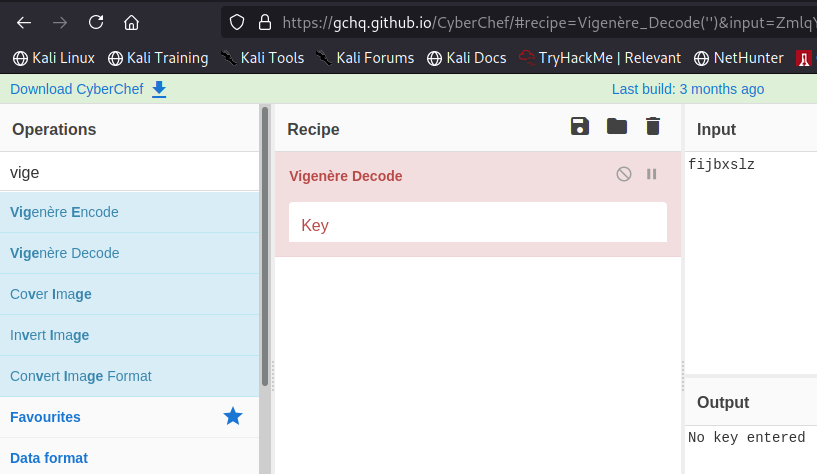 https://gchq.github.io/CyberChef/#recipe=Vigenère_Decode('')&input=ZmlqY
Kali Linux Kali Training Kali Tools Kali Forums Kali Docs TryHackMe | Relevant NetHunter
Download CyberChef Last build: 3 months ago
Operations
vige
Vigenère Encode
Vigenère Decode
Cover Image
Invert Image
Convert Image Format
Favourites
Data format
Recipe
Vigenère Decode
Key
Input
fijbxslz
Output
No key entered